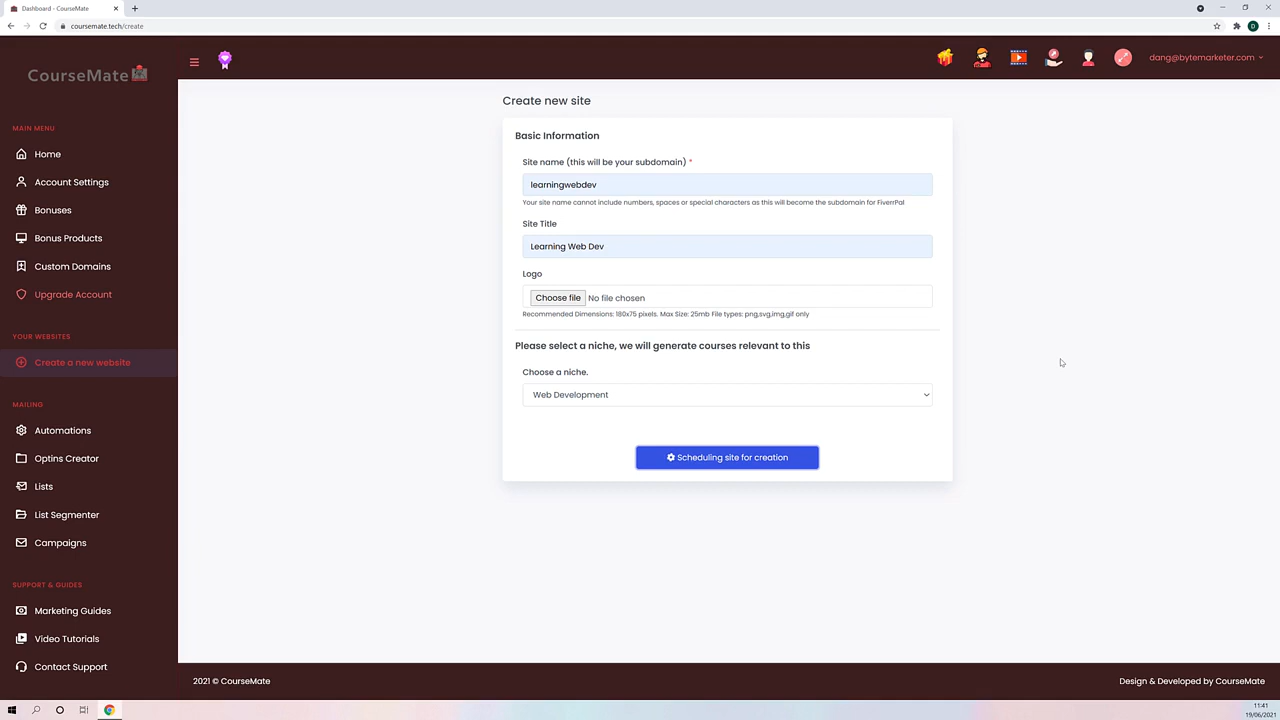 Dashboard - CourseMate
coursemate.tech/create
CourseMate
dang@bytemarketer.com
MAIN MENU
Home
Account Settings
Bonuses
Bonus Products
Custom Domains
Upgrade Account
YOUR WEBSITES
Create a new website
MAILING
Automations
Optins Creator
Lists
List Segmenter
Campaigns
SUPPORT & GUIDES
Marketing Guides
Video Tutorials
Contact Support
Create new site
Basic Information
Site name (this will be your subdomain) *
learningwebdev
Your site name cannot include numbers, spaces or special characters as this will become the subdomain for FiverrPal
Site Title
Learning Web Dev
Logo
Choose file No file chosen
Recommended Dimensions: 180x75 pixels. Max Size: 25mb File types: png,svg,img,gif only
Please select a niche, we will generate courses relevant to this
Choose a niche.
Web Development
Scheduling site for creation
2021 © CourseMate
Design & Developed by CourseMate
11:41
19/06/2021